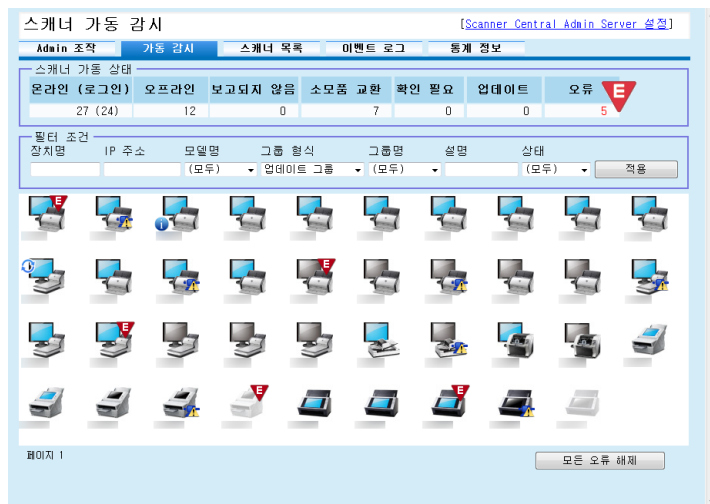 스캐너 가동 감시 [Scanner Central Admin Server 설정]
Admin 조작 가동 감시 스캐너 목록 이벤트 로그 통계 정보
스캐너 가동 상태
온라인 (로그인) 오프라인 보고되지 않음 소모품 교환 확인 필요 업데이트 오류 E
27 (24) 12 0 7 0 0 5
필터 조건
장치명 IP 주소 모델명 그룹 형식 그룹명 설명 상태
(모두) 업데이트 그룹 (모두) (모두) 적용
E
E
E
E E
페이지 1 모든 오류 해제